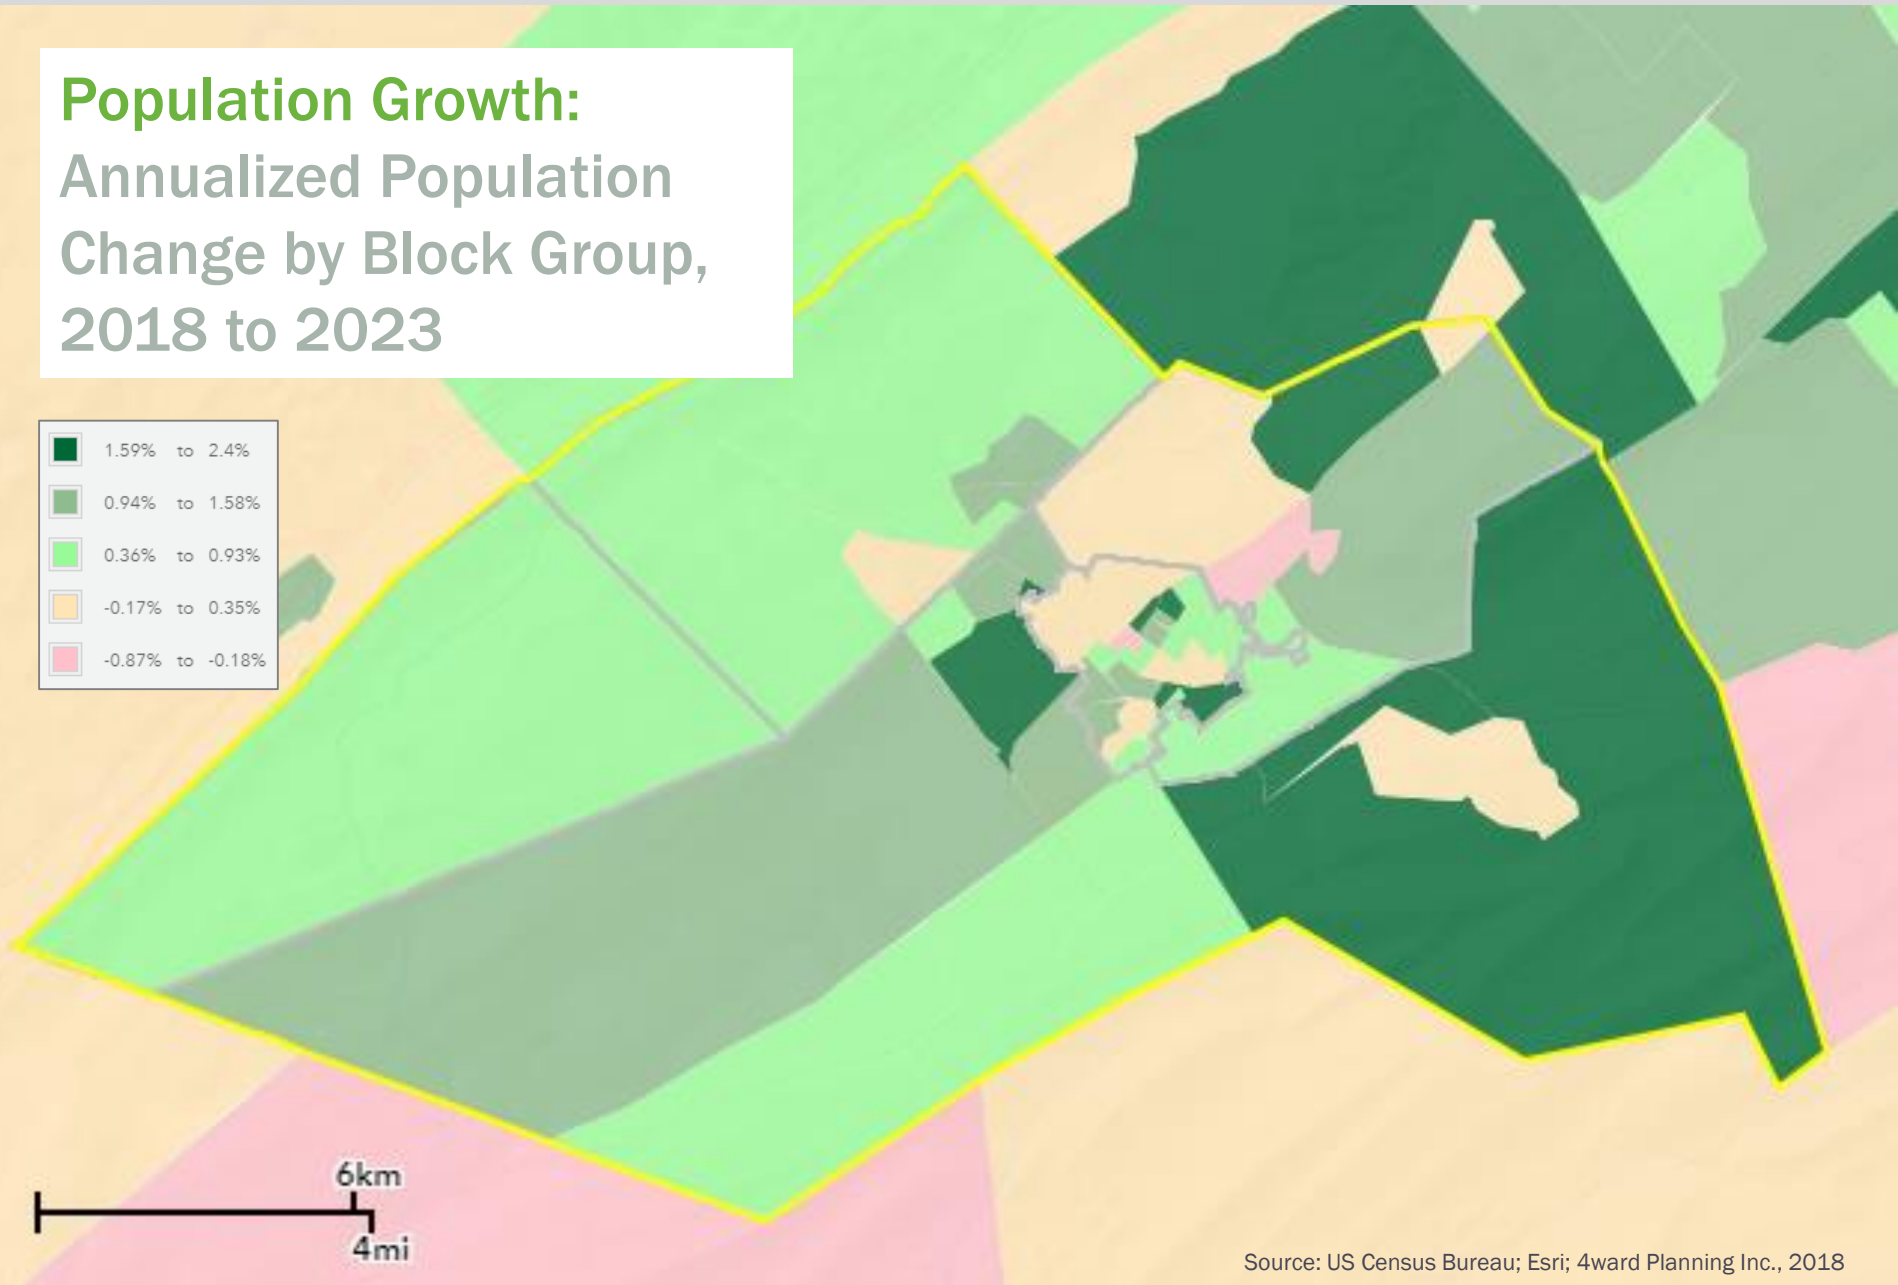 Population Growth:
Annualized Population
Change by Block Group,
2018 to 2023
1.59% to 2.4%
0.94% to 1.58%
0.36% to 0.93%
-0.17% to 0.35%
-0.87% to -0.18%
6km
4mi
Source: US Census Bureau; Esri; 4ward Planning Inc., 2018